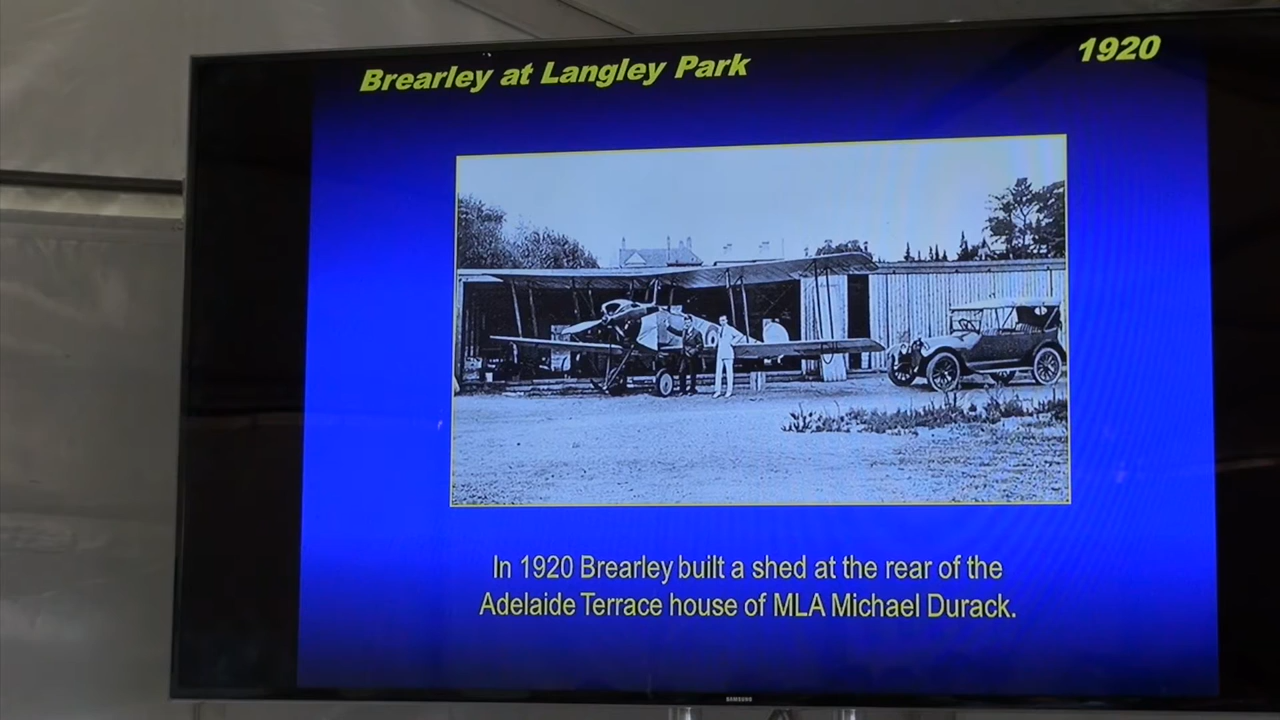 Brearley at Langley Park
1920
In 1920 Brearley built a shed at the rear of the
Adelaide Terrace house of MLA Michael Durack.
SAMSUNG